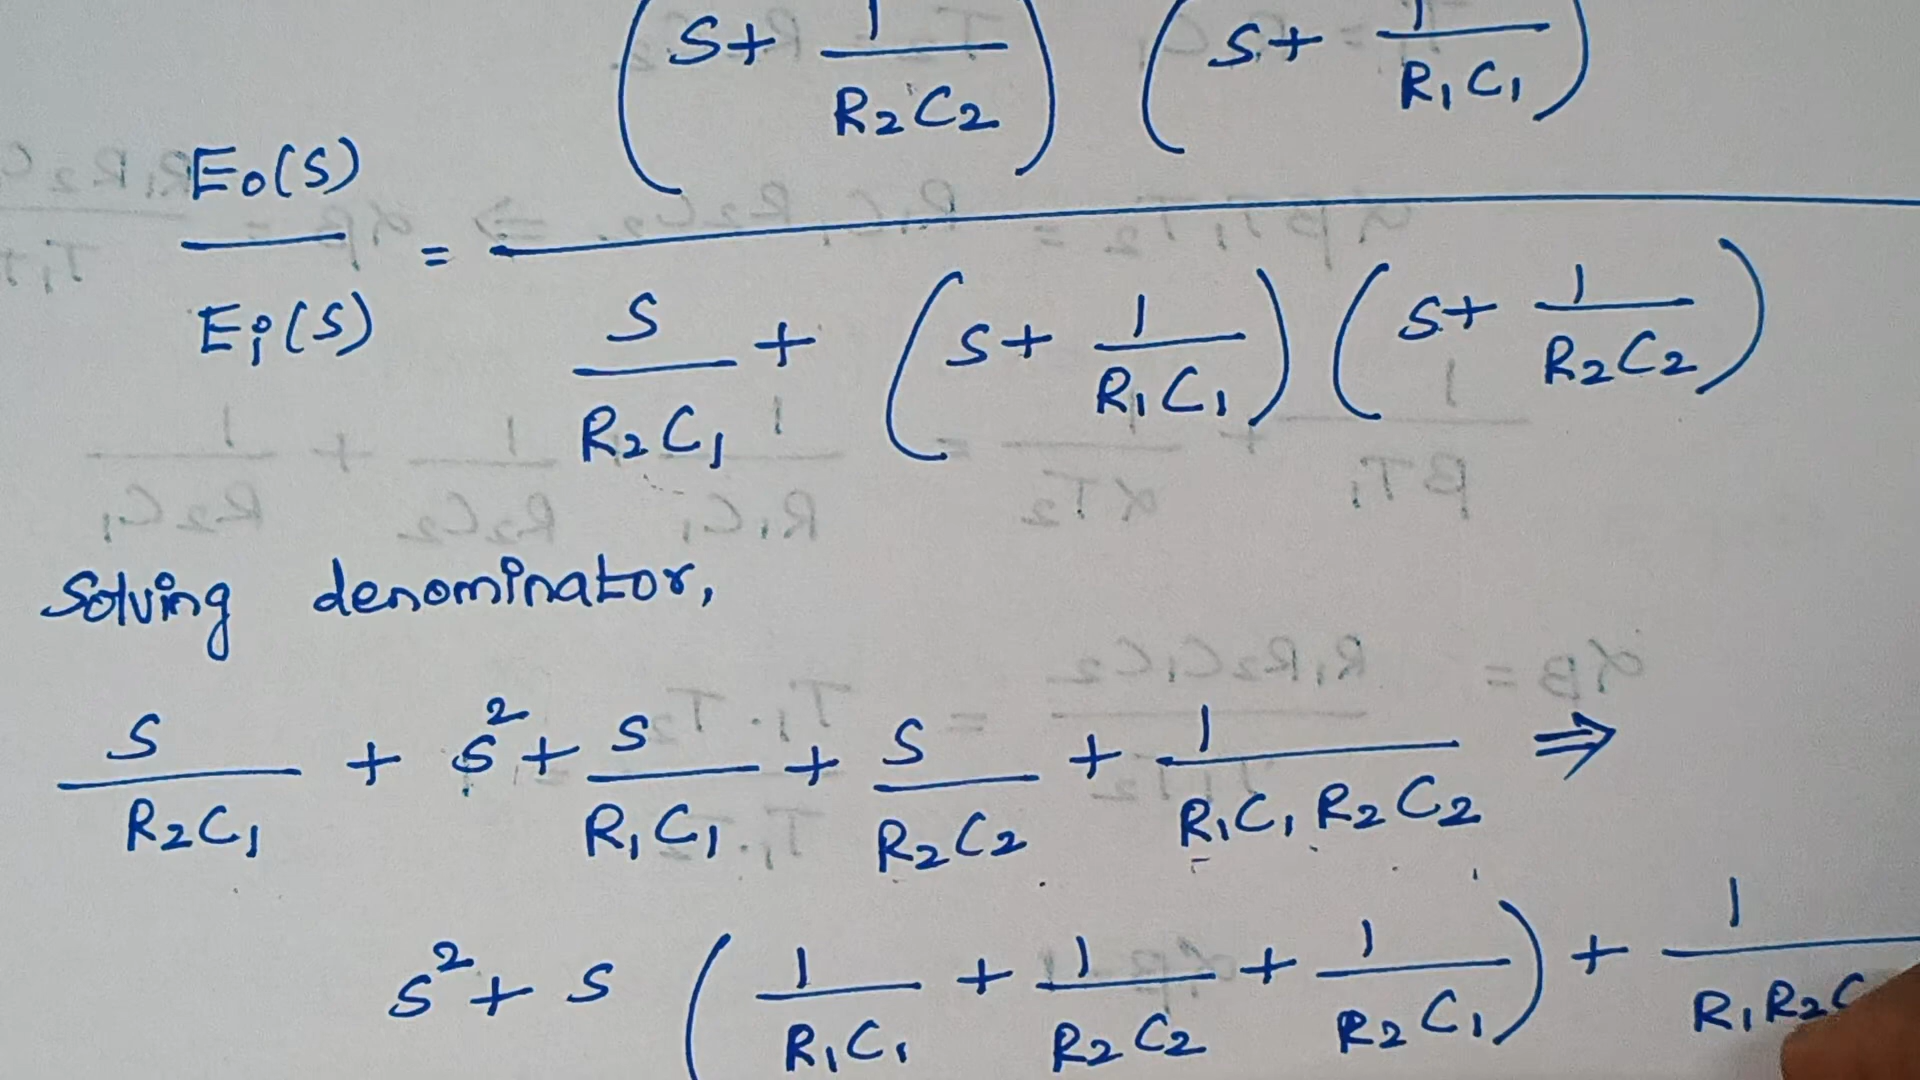 E₀(S) / Eᵢ(S) = (S + 1/R₂C₂) (S + 1/R₁C₁) / (S/R₂C₁ + (S + 1/R₁C₁) (S + 1/R₂C₂))
Solving denominator,
S/R₂C₁ + S² + S/R₁C₁ + S/R₂C₂ + 1/R₁C₁R₂C₂ ⇒
S² + S (1/R₁C₁ + 1/R₂C₂ + 1/R₂C₁) + 1/R₁R₂C